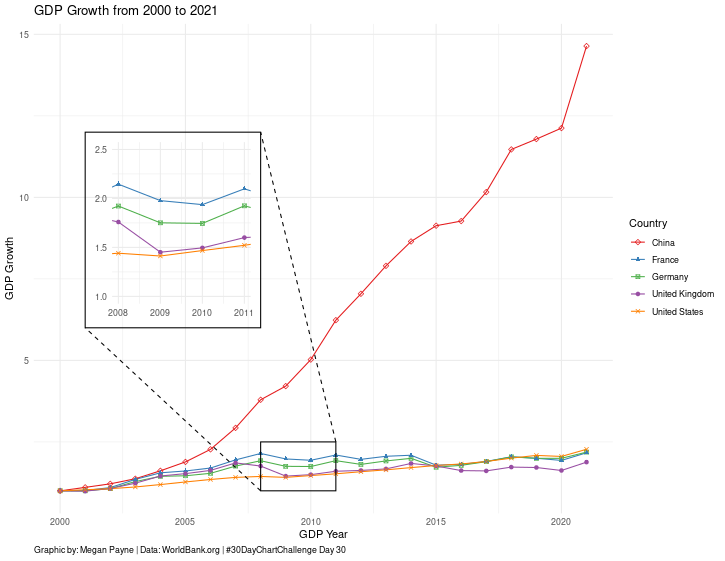 GDP Growth from 2000 to 2021
15
10
5
GDP Growth
2.5
2.0
1.5
1.0
2008 2009 2010 2011
Country
China
France
Germany
United Kingdom
United States
2000 2005 2010 2015 2020
GDP Year
Graphic by: Megan Payne | Data: WorldBank.org | #30DayChartChallenge Day 30